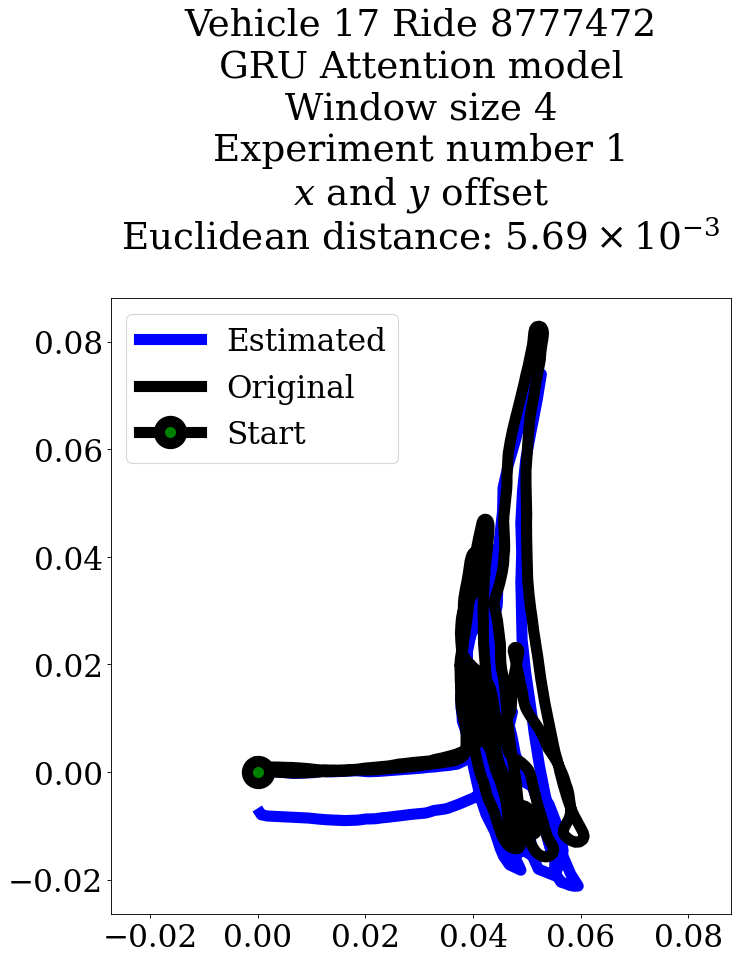 Vehicle 17 Ride 8777472
GRU Attention model
Window size 4
Experiment number 1
x and y offset
Euclidean distance: 5.69 × 10⁻³
Estimated
Original
Start
0.08
0.06
0.04
0.02
0.00
−0.02
−0.02 0.00 0.02 0.04 0.06 0.08